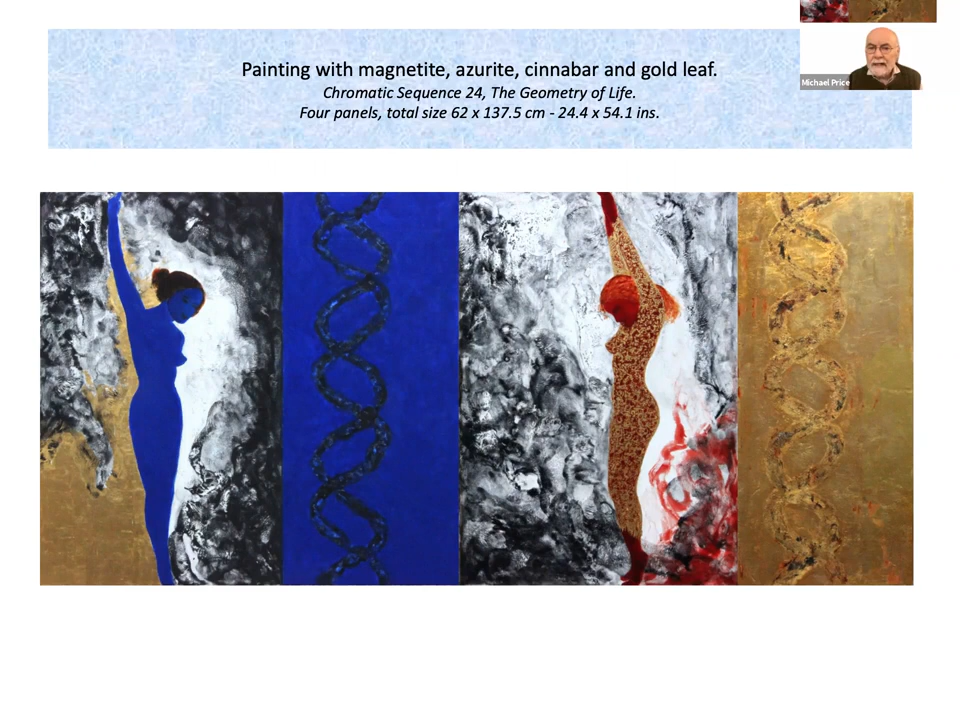 Painting with magnetite, azurite, cinnabar and gold leaf.
Chromatic Sequence 24, The Geometry of Life.
Four panels, total size 62 x 137.5 cm - 24.4 x 54.1 ins.
Michael Price